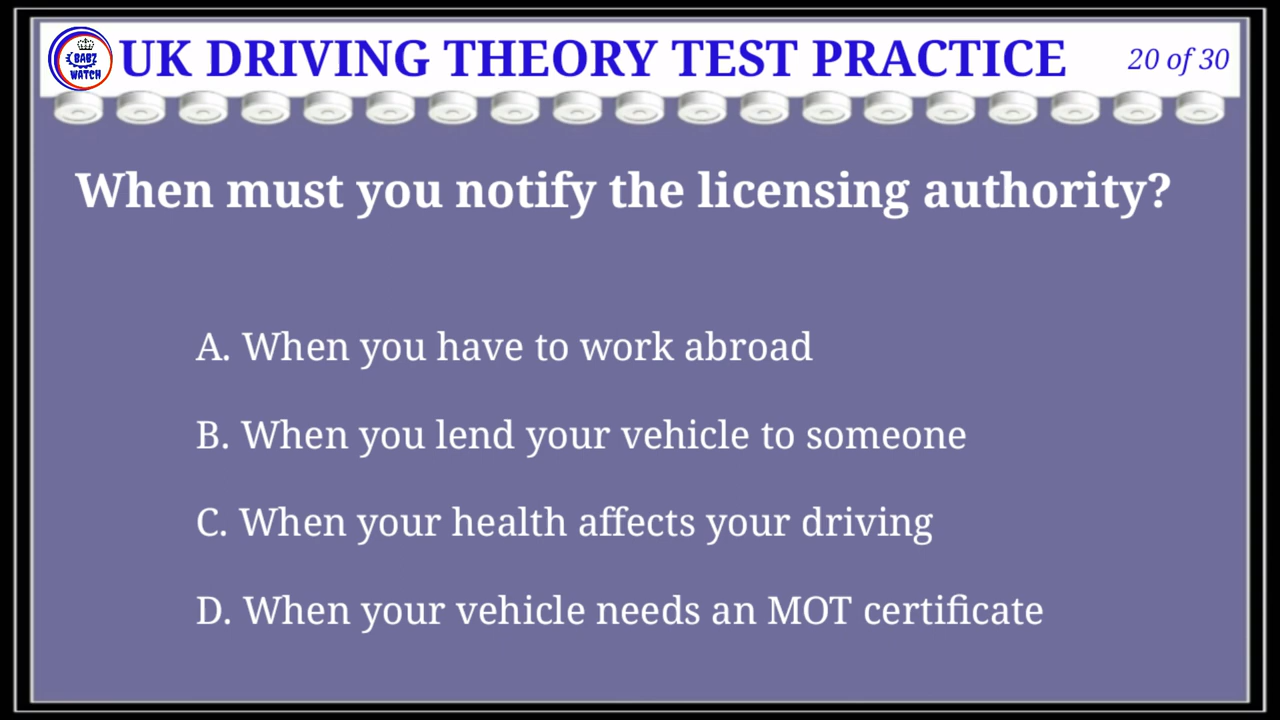 BABZ
WATCH
UK DRIVING THEORY TEST PRACTICE
20 of 30
When must you notify the licensing authority?
A. When you have to work abroad
B. When you lend your vehicle to someone
C. When your health affects your driving
D. When your vehicle needs an MOT certificate